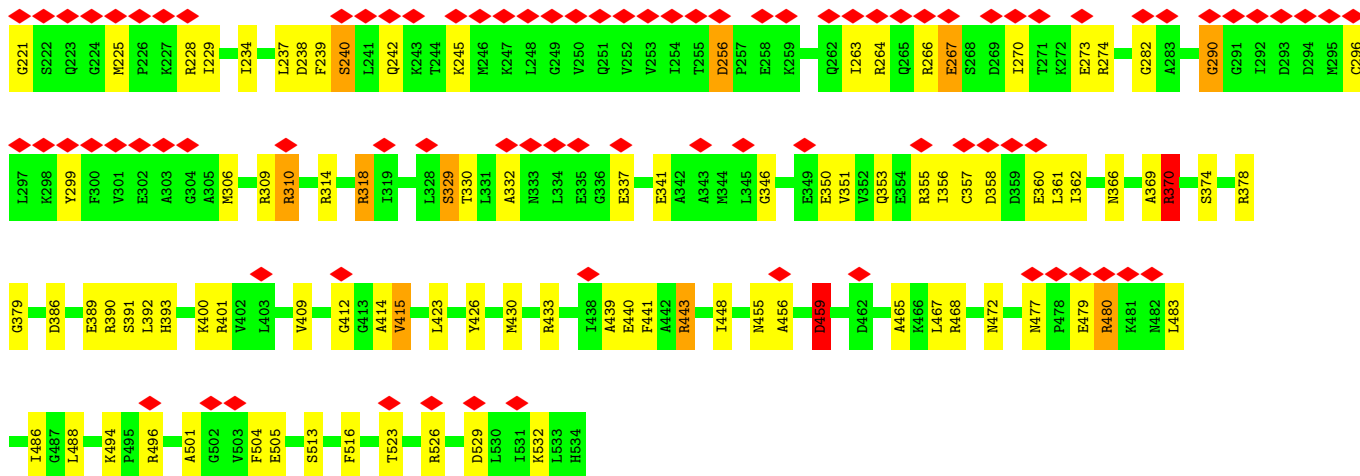 G221 S222 Q223 G224 M225 P226 K227 R228 I229 I234 L237 D238 F239 S240 L241 Q242 K243 T244 K245 M246 K247 L248 G249 V250 Q251 V252 V253 I254 T255 D256 P257 E258 K259 Q262 I263 R264 Q265 R266 E267 S268 D269 I270 T271 K272 E273 R274 G282 A283 G290 G291 I292 D293 D294 M295 C296
L297 K298 Y299 F300 V301 E302 A303 G304 A305 M306 R309 R310 R314 R318 I319 L328 S329 T330 L331 A332 N333 L334 E335 G336 E337 E341 A342 A343 M344 L345 G346 E349 E350 V351 V352 Q353 E354 R355 I356 C357 D358 D359 E360 L361 I362 N366 A369 R370 S374 R378
G379 D386 E389 R390 S391 L392 H393 K400 R401 V402 L403 V409 G412 G413 A414 V415 L423 Y426 M430 R433 I438 A439 E440 F441 A442 R443 I448 N455 A456 D459 D462 A465 K466 L467 R468 N472 N477 P478 E479 R480 K481 N482 L483
I486 G487 L488 K494 P495 R496 A501 G502 V503 F504 E505 S513 F516 T523 R526 D529 L530 I531 K532 L533 H534